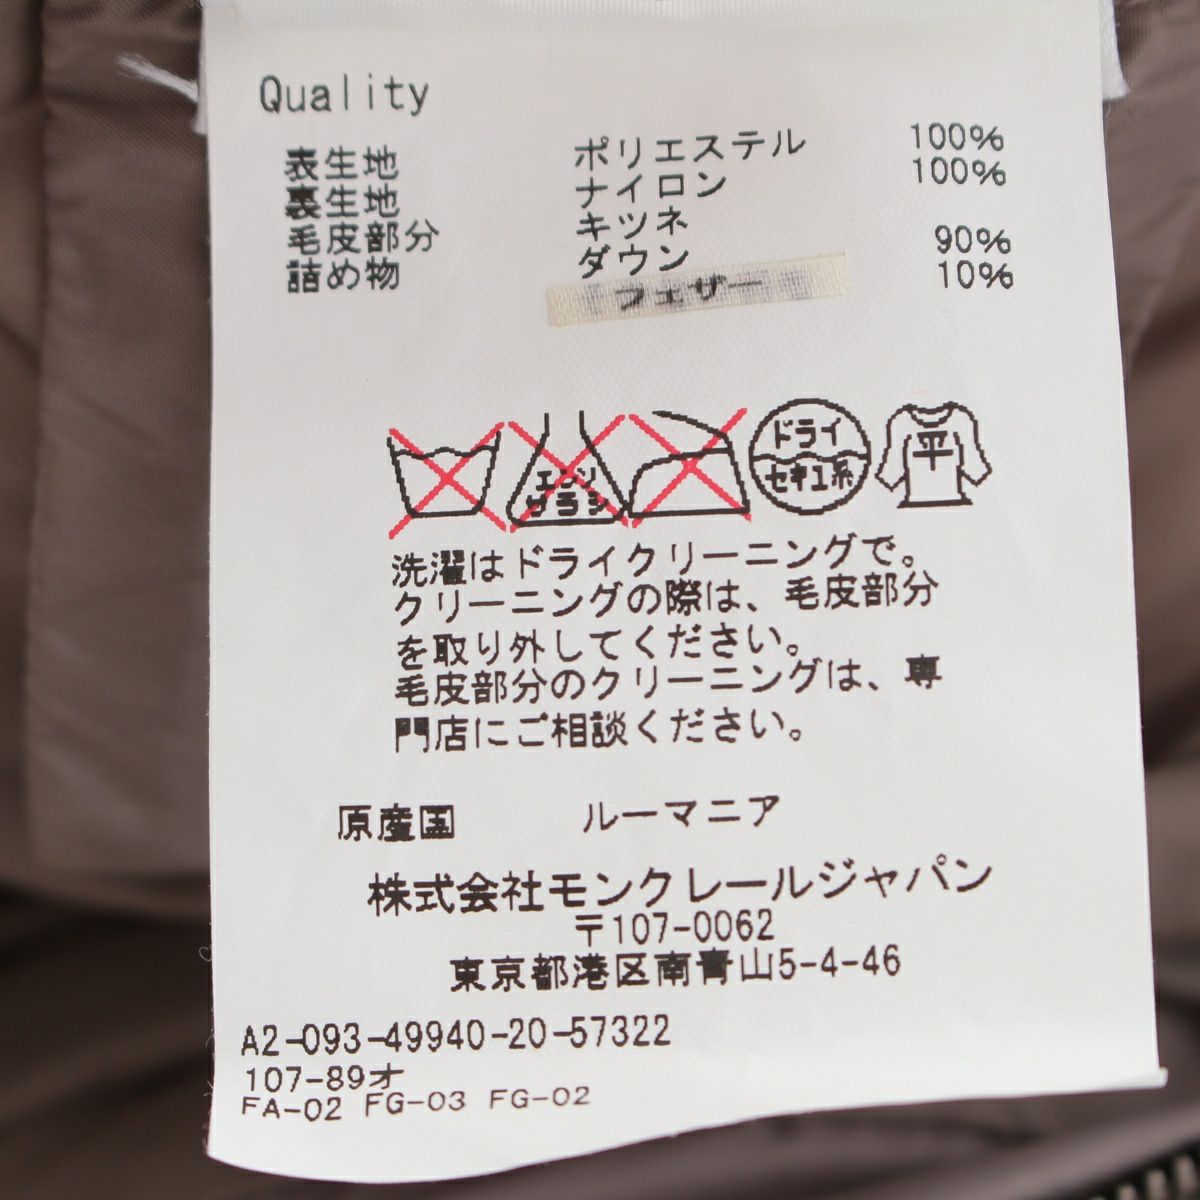 Quality
表生地 ポリエステル 100%
裏生地 ナイロン 100%
毛皮部分 キツネ
詰め物 ダウン 90%
フェザー 10%
エンソ
サラシ
ドライ
セキユ系
平
洗濯はドライクリーニングで。
クリーニングの際は、毛皮部分
を取り外してください。
毛皮部分のクリーニングは、専
門店にご相談ください。
原産国 ルーマニア
株式会社モンクレールジャパン
〒107-0062
東京都港区南青山5-4-46
A2-093-49940-20-57322
107-89オ
FA-02 FG-03 FG-02